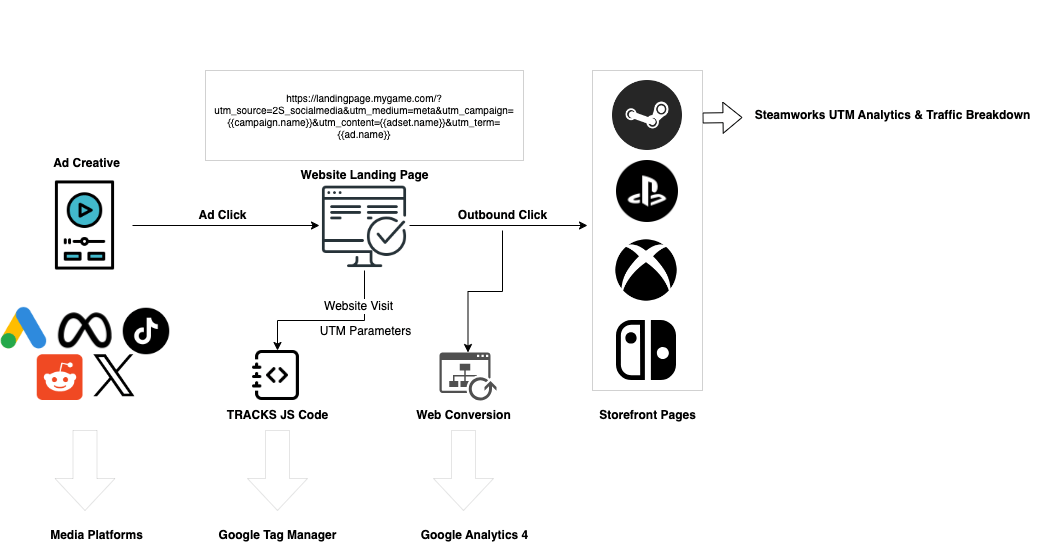 https://landingpage.mygame.com/?
utm_source=2S_socialmedia&utm_medium=meta&utm_campaign=
{{campaign.name}}&utm_content={{adset.name}}&utm_term=
{{ad.name}}
Steamworks UTM Analytics & Traffic Breakdown
Ad Creative
Website Landing Page
Ad Click
Outbound Click
Website Visit
UTM Parameters
TRACKS JS Code
Web Conversion
Storefront Pages
Media Platforms
Google Tag Manager
Google Analytics 4